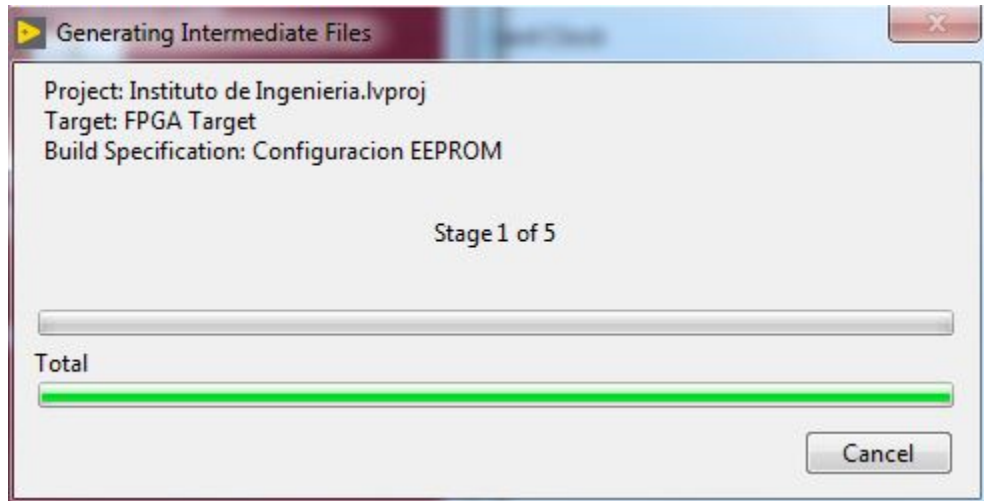 Generating Intermediate Files
Project: Instituto de Ingenieria.lvproj
Target: FPGA Target
Build Specification: Configuracion EEPROM
Stage 1 of 5
Total
Cancel